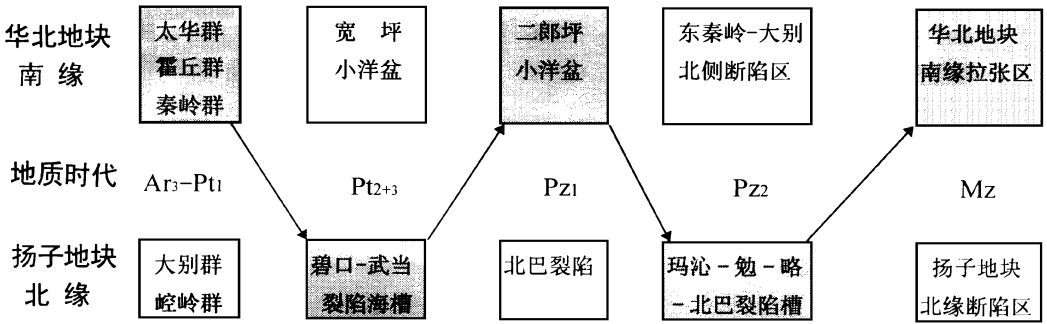 华北地块
南缘
太华群
霍丘群
秦岭群
宽坪
小洋盆
二郎坪
小洋盆
东秦岭-大别
北侧断陷区
华北地块
南缘拉张区
地质时代
Ar3-Pt1
Pt2+3
Pz1
Pz2
Mz
扬子地块
北缘
大别群
崆岭群
碧口-武当
裂陷海槽
北巴裂陷
玛沁-勉-略
-北巴裂陷槽
扬子地块
北缘断陷区